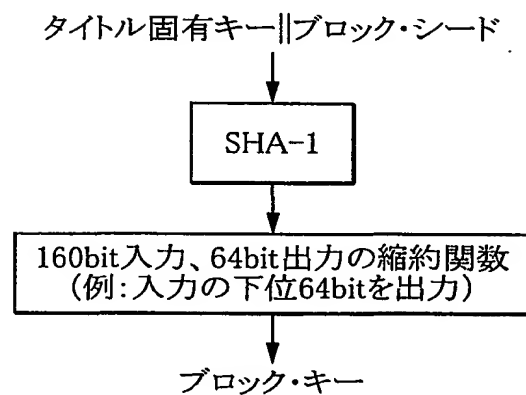 タイトル固有キー||ブロック・シード
SHA-1
160bit入力、64bit出力の縮約関数
(例:入力の下位64bitを出力)
ブロック・キー